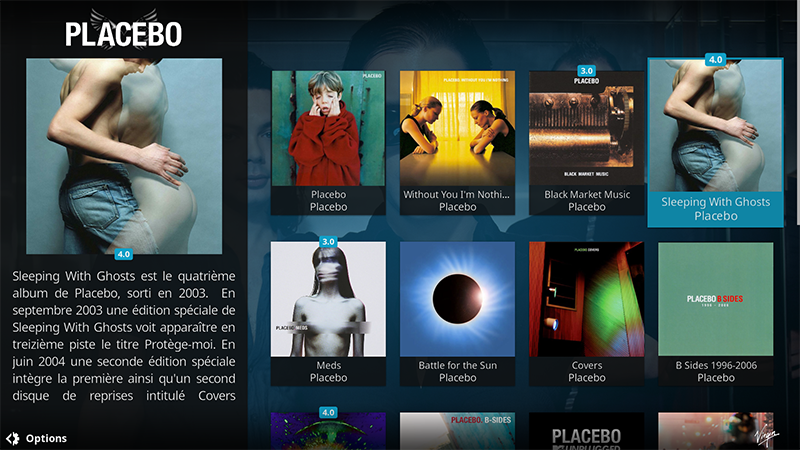 PLACEBO
4.0
Sleeping With Ghosts est le quatrième
album de Placebo, sorti en 2003. En
septembre 2003 une édition spéciale de
Sleeping With Ghosts voit apparaître en
treizième piste le titre Protège-moi. En
juin 2004 une seconde édition spéciale
intègre la première ainsi qu'un second
disque de reprises intitulé Covers
Options
PLACEBO
Placebo
Placebo
PLACEBO WITHOUT YOU I'M NOTHING
Without You I'm Nothi...
Placebo
3.0
PLACEBO
BLACK MARKET MUSIC
Black Market Music
Placebo
4.0
Sleeping With Ghosts
Placebo
3.0
PLACEBO MEDS
Meds
Placebo
Battle for the Sun
Placebo
PLACEBO COVERS
Covers
Placebo
PLACEBO B SIDES
1996 - 2006
B Sides 1996-2006
Placebo
4.0
PLACEBO. B-SIDES
PLACEBO
MTV UNPLUGGED
Virgin